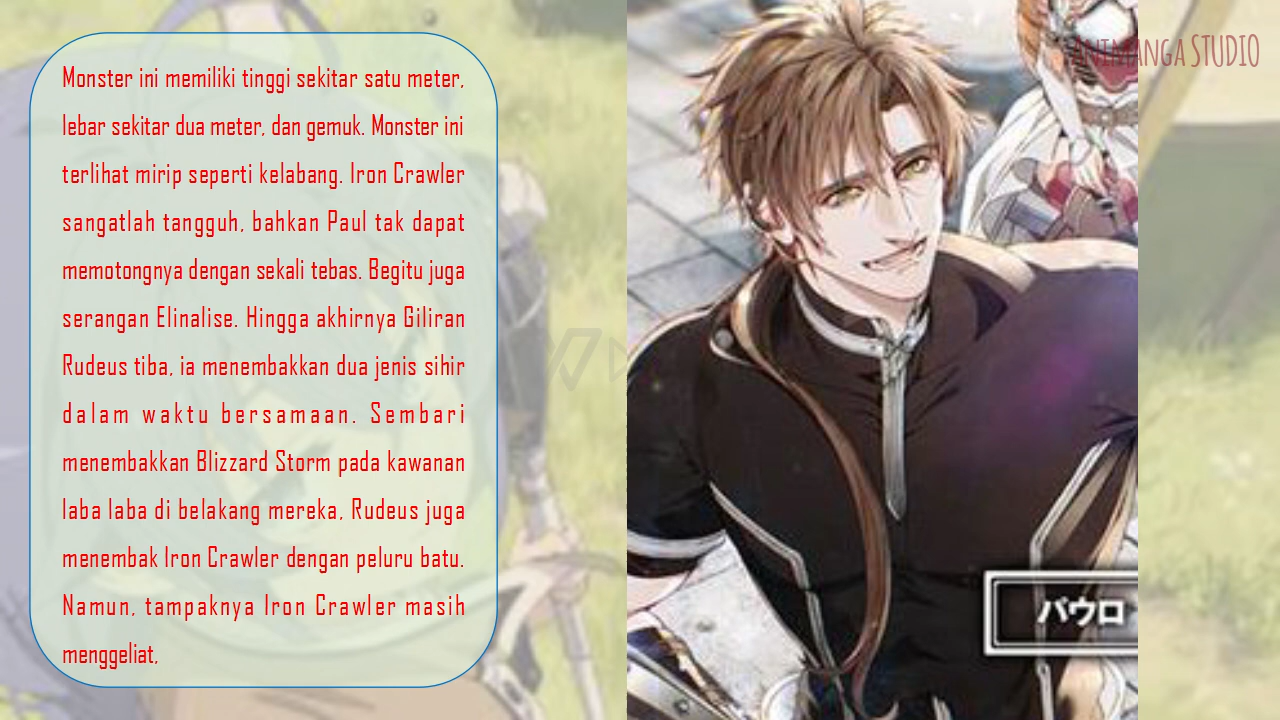 Monster ini memiliki tinggi sekitar satu meter,
lebar sekitar dua meter, dan gemuk. Monster ini
terlihat mirip seperti kelabang. Iron Crawler
sangatlah tangguh, bahkan Paul tak dapat
memotongnya dengan sekali tebas. Begitu juga
serangan Elinalise. Hingga akhirnya Giliran
Rudeus tiba, ia menembakkan dua jenis sihir
dalam waktu bersamaan. Sembari
menembakkan Blizzard Storm pada kawanan
laba laba di belakang mereka, Rudeus juga
menembak Iron Crawler dengan peluru batu.
Namun, tampaknya Iron Crawler masih
menggeliat,
ANIMANGA STUDIO
パウロ